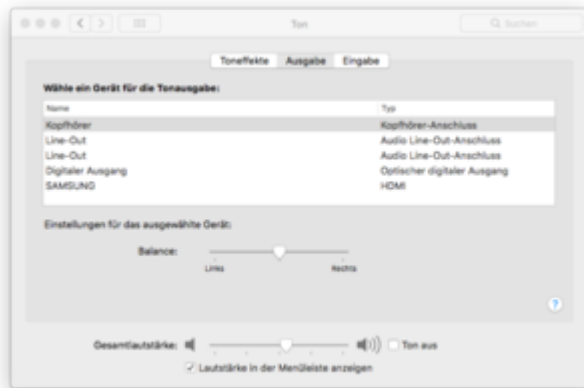 Ton
Suchen
Toneffekte Ausgabe Eingabe
Wähle ein Gerät für die Tonausgabe:
Name Typ
Kopfhörer Kopfhörer-Anschluss
Line-Out Audio Line-Out-Anschluss
Line-Out Audio Line-Out-Anschluss
Digitaler Ausgang Optischer digitaler Ausgang
SAMSUNG HDMI
Einstellungen für das ausgewählte Gerät:
Balance:
Links Rechts
?
Gesamtlautstärke: Ton aus
Lautstärke in der Menüleiste anzeigen